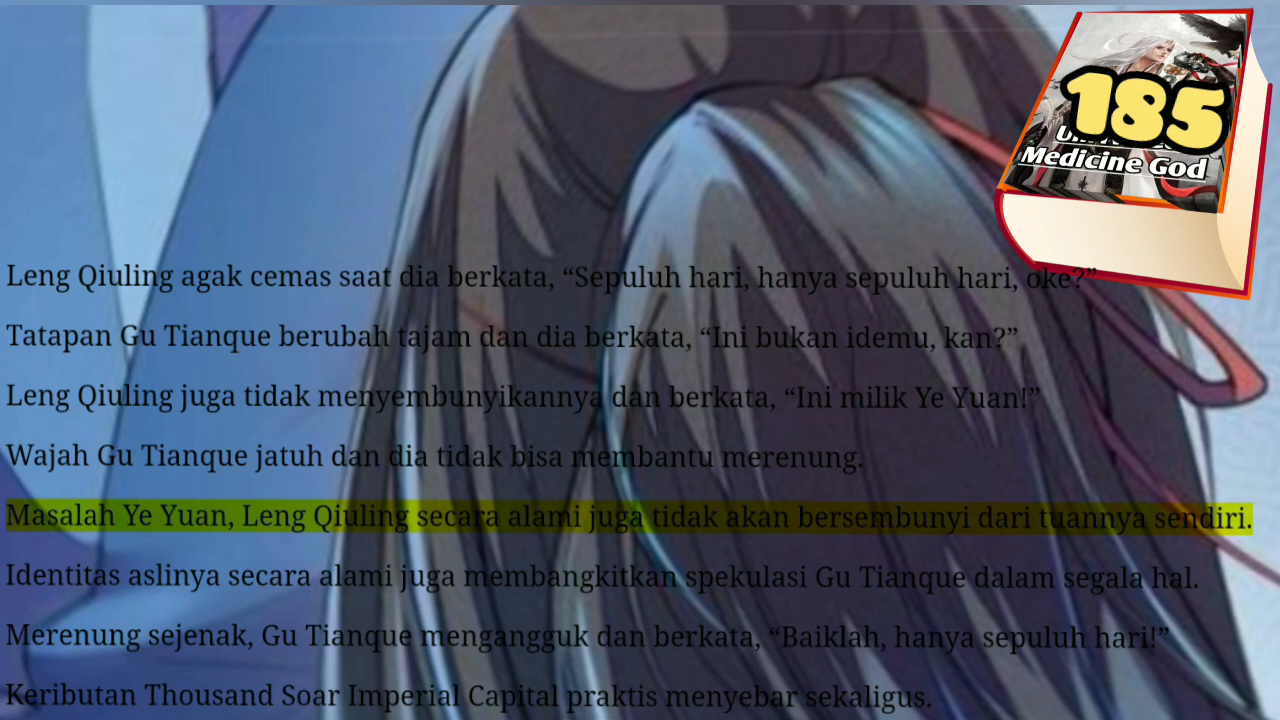 185
Medicine God
Leng Qiuling agak cemas saat dia berkata, “Sepuluh hari, hanya sepuluh hari, oke?”
Tatapan Gu Tianque berubah tajam dan dia berkata, “Ini bukan idemu, kan?”
Leng Qiuling juga tidak menyembunyikannya dan berkata, “Ini milik Ye Yuan!”
Wajah Gu Tianque jatuh dan dia tidak bisa membantu merenung.
Masalah Ye Yuan, Leng Qiuling secara alami juga tidak akan bersembunyi dari tuannya sendiri.
Identitas aslinya secara alami juga membangkitkan spekulasi Gu Tianque dalam segala hal.
Merenung sejenak, Gu Tianque mengangguk dan berkata, “Baiklah, hanya sepuluh hari!”
Keributan Thousand Soar Imperial Capital praktis menyebar sekaligus.